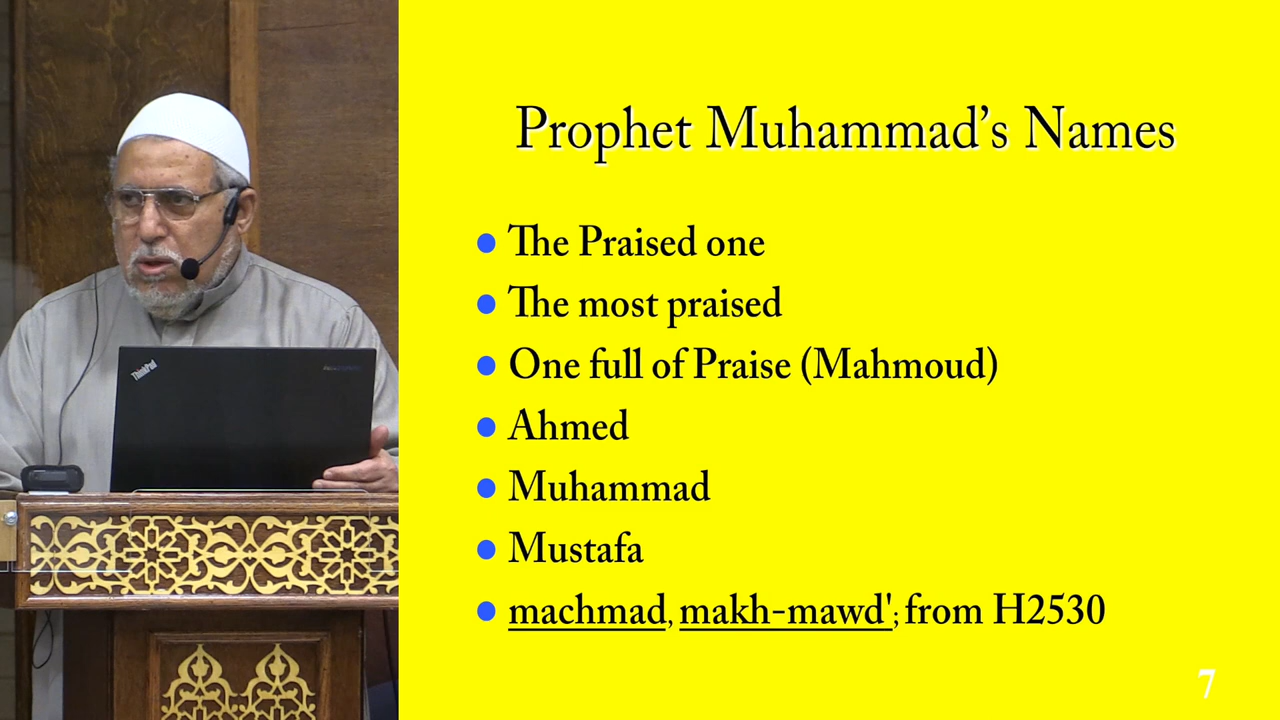 Prophet Muhammad’s Names
● The Praised one
● The most praised
● One full of Praise (Mahmoud)
● Ahmed
● Muhammad
● Mustafa
● machmad, makh-mawd'; from H2530
7
ThinkPad